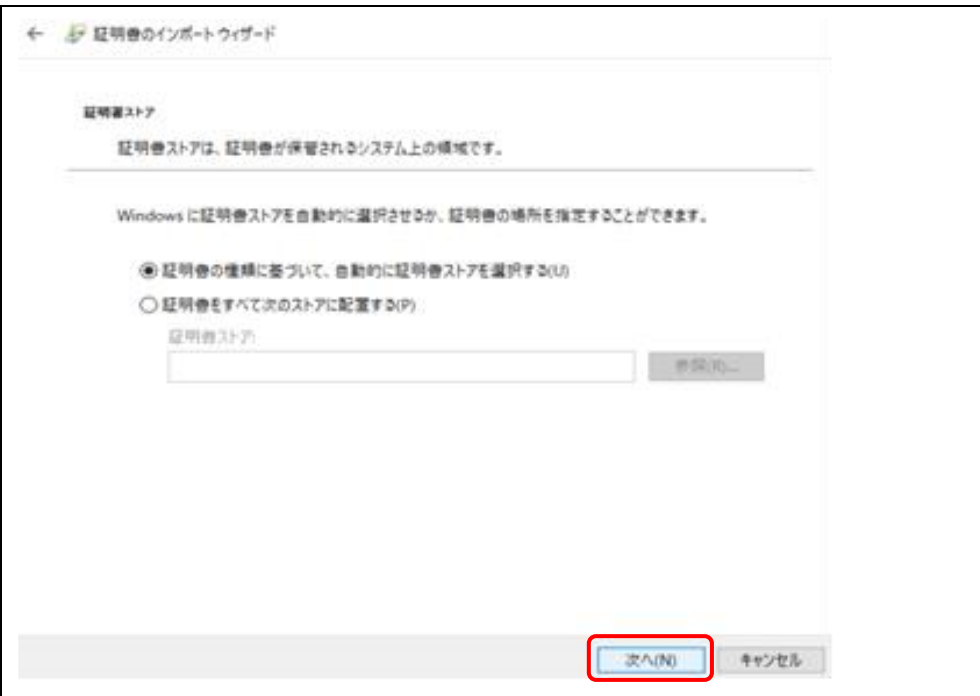 証明書のインポート ウィザード
証明書ストア
証明書ストアは、証明書が保管されるシステム上の領域です。
Windows に証明書ストアを自動的に選択させるか、証明書の場所を指定することができます。
証明書の種類に基づいて、自動的に証明書ストアを選択する(U)
証明書をすべて次のストアに配置する(P)
証明書ストア:
参照(R)...
次へ(N)
キャンセル